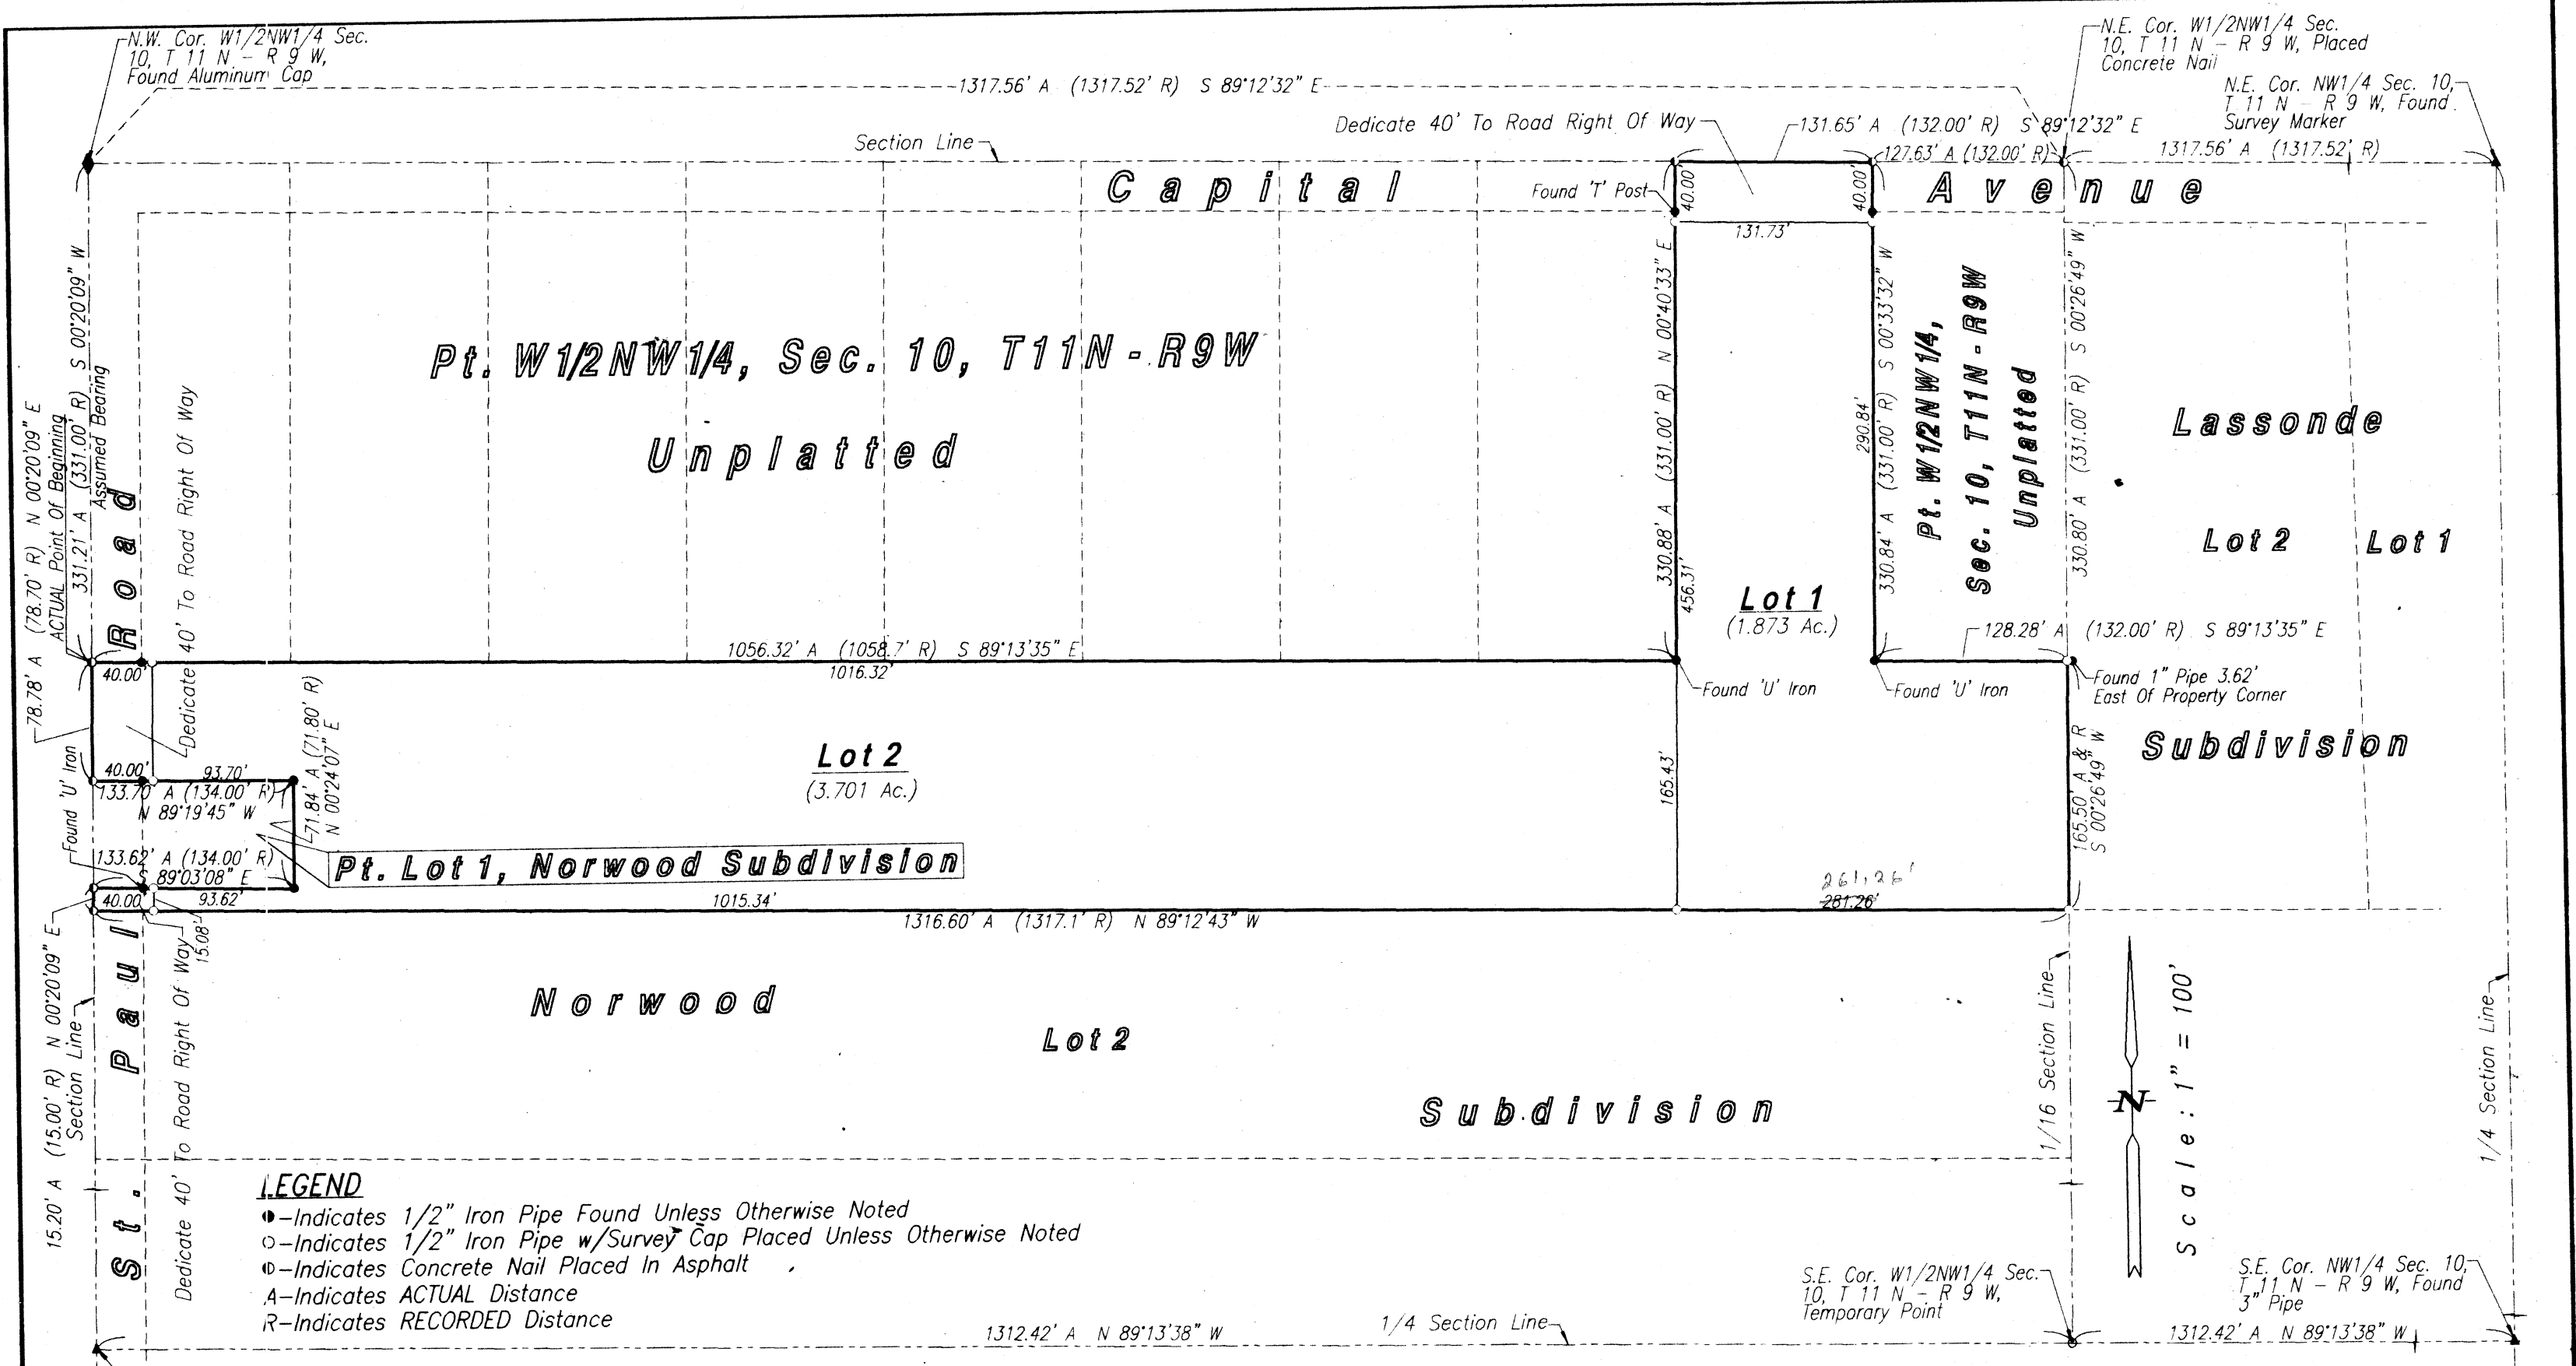 N.W. Cor. W1/2NW1/4 Sec.
10, T 11 N - R 9 W,
Found Aluminum Cap
1317.56' A (1317.52' R) S 89°12'32" E
N.E. Cor. W1/2NW1/4 Sec.
10, T 11 N - R 9 W, Placed
Concrete Nail
N.E. Cor. NW1/4 Sec. 10,
T 11 N - R 9 W, Found
Survey Marker
Section Line
Dedicate 40' To Road Right Of Way
131.65' A (132.00' R) S 89°12'32" E
127.63' A (132.00' R)
1317.56' A (1317.52' R)
Capital Avenue
Found 'T' Post
40.00'
40.00'
131.73'
Pt. W1/2NW1/4, Sec. 10, T11N-R9W
Unplatted
78.78' A (78.70' R) N 00°20'09" E
ACTUAL Point Of Beginning
331.21' A (331.00' R) S 00°20'09" W
Assumed Bearing
St. Paul Road
Dedicate 40' To Road Right Of Way
330.88' A (331.00' R) N 00°40'33" E
456.31'
290.84'
330.84' A (331.00' R) S 00°33'32" W
Pt. W1/2NW1/4,
Sec. 10, T11N-R9W
Unplatted
330.80' A (331.00' R) S 00°26'49" W
Lassonde
Lot 2
Lot 1
Subdivision
Lot 1
(1.873 Ac.)
128.28' A (132.00' R) S 89°13'35" E
1056.32' A (1058.7' R) S 89°13'35" E
1016.32'
40.00'
Found 'U' Iron
Found 'U' Iron
Found 1" Pipe 3.62'
East Of Property Corner
Lot 2
(3.701 Ac.)
165.43'
165.50' A & R
S 00°26'49" W
Found 'U' Iron
40.00'
93.70'
133.70' A (134.00' R)
N 89°19'45" W
71.84' A (71.80' R)
N 00°24'07" E
133.62' A (134.00' R)
S 89°03'08" E
Pt. Lot 1, Norwood Subdivision
40.00'
93.62'
1015.34'
261.26'
281.26'
1316.60' A (1317.1' R) N 89°12'43" W
15.08'
15.20' A (15.00' R) N 00°20'09" E
Section Line
Dedicate 40' To Road Right Of Way
Norwood
Lot 2
Subdivision
1/16 Section Line
N
Scale: 1" = 100'
1/4 Section Line
LEGEND
-Indicates 1/2" Iron Pipe Found Unless Otherwise Noted
-Indicates 1/2" Iron Pipe w/Survey Cap Placed Unless Otherwise Noted
-Indicates Concrete Nail Placed In Asphalt
A-Indicates ACTUAL Distance
R-Indicates RECORDED Distance
S.E. Cor. W1/2NW1/4 Sec.
10, T 11 N - R 9 W,
Temporary Point
S.E. Cor. NW1/4 Sec. 10,
T 11 N - R 9 W, Found
3" Pipe
1312.42' A N 89°13'38" W
1/4 Section Line
1312.42' A N 89°13'38" W